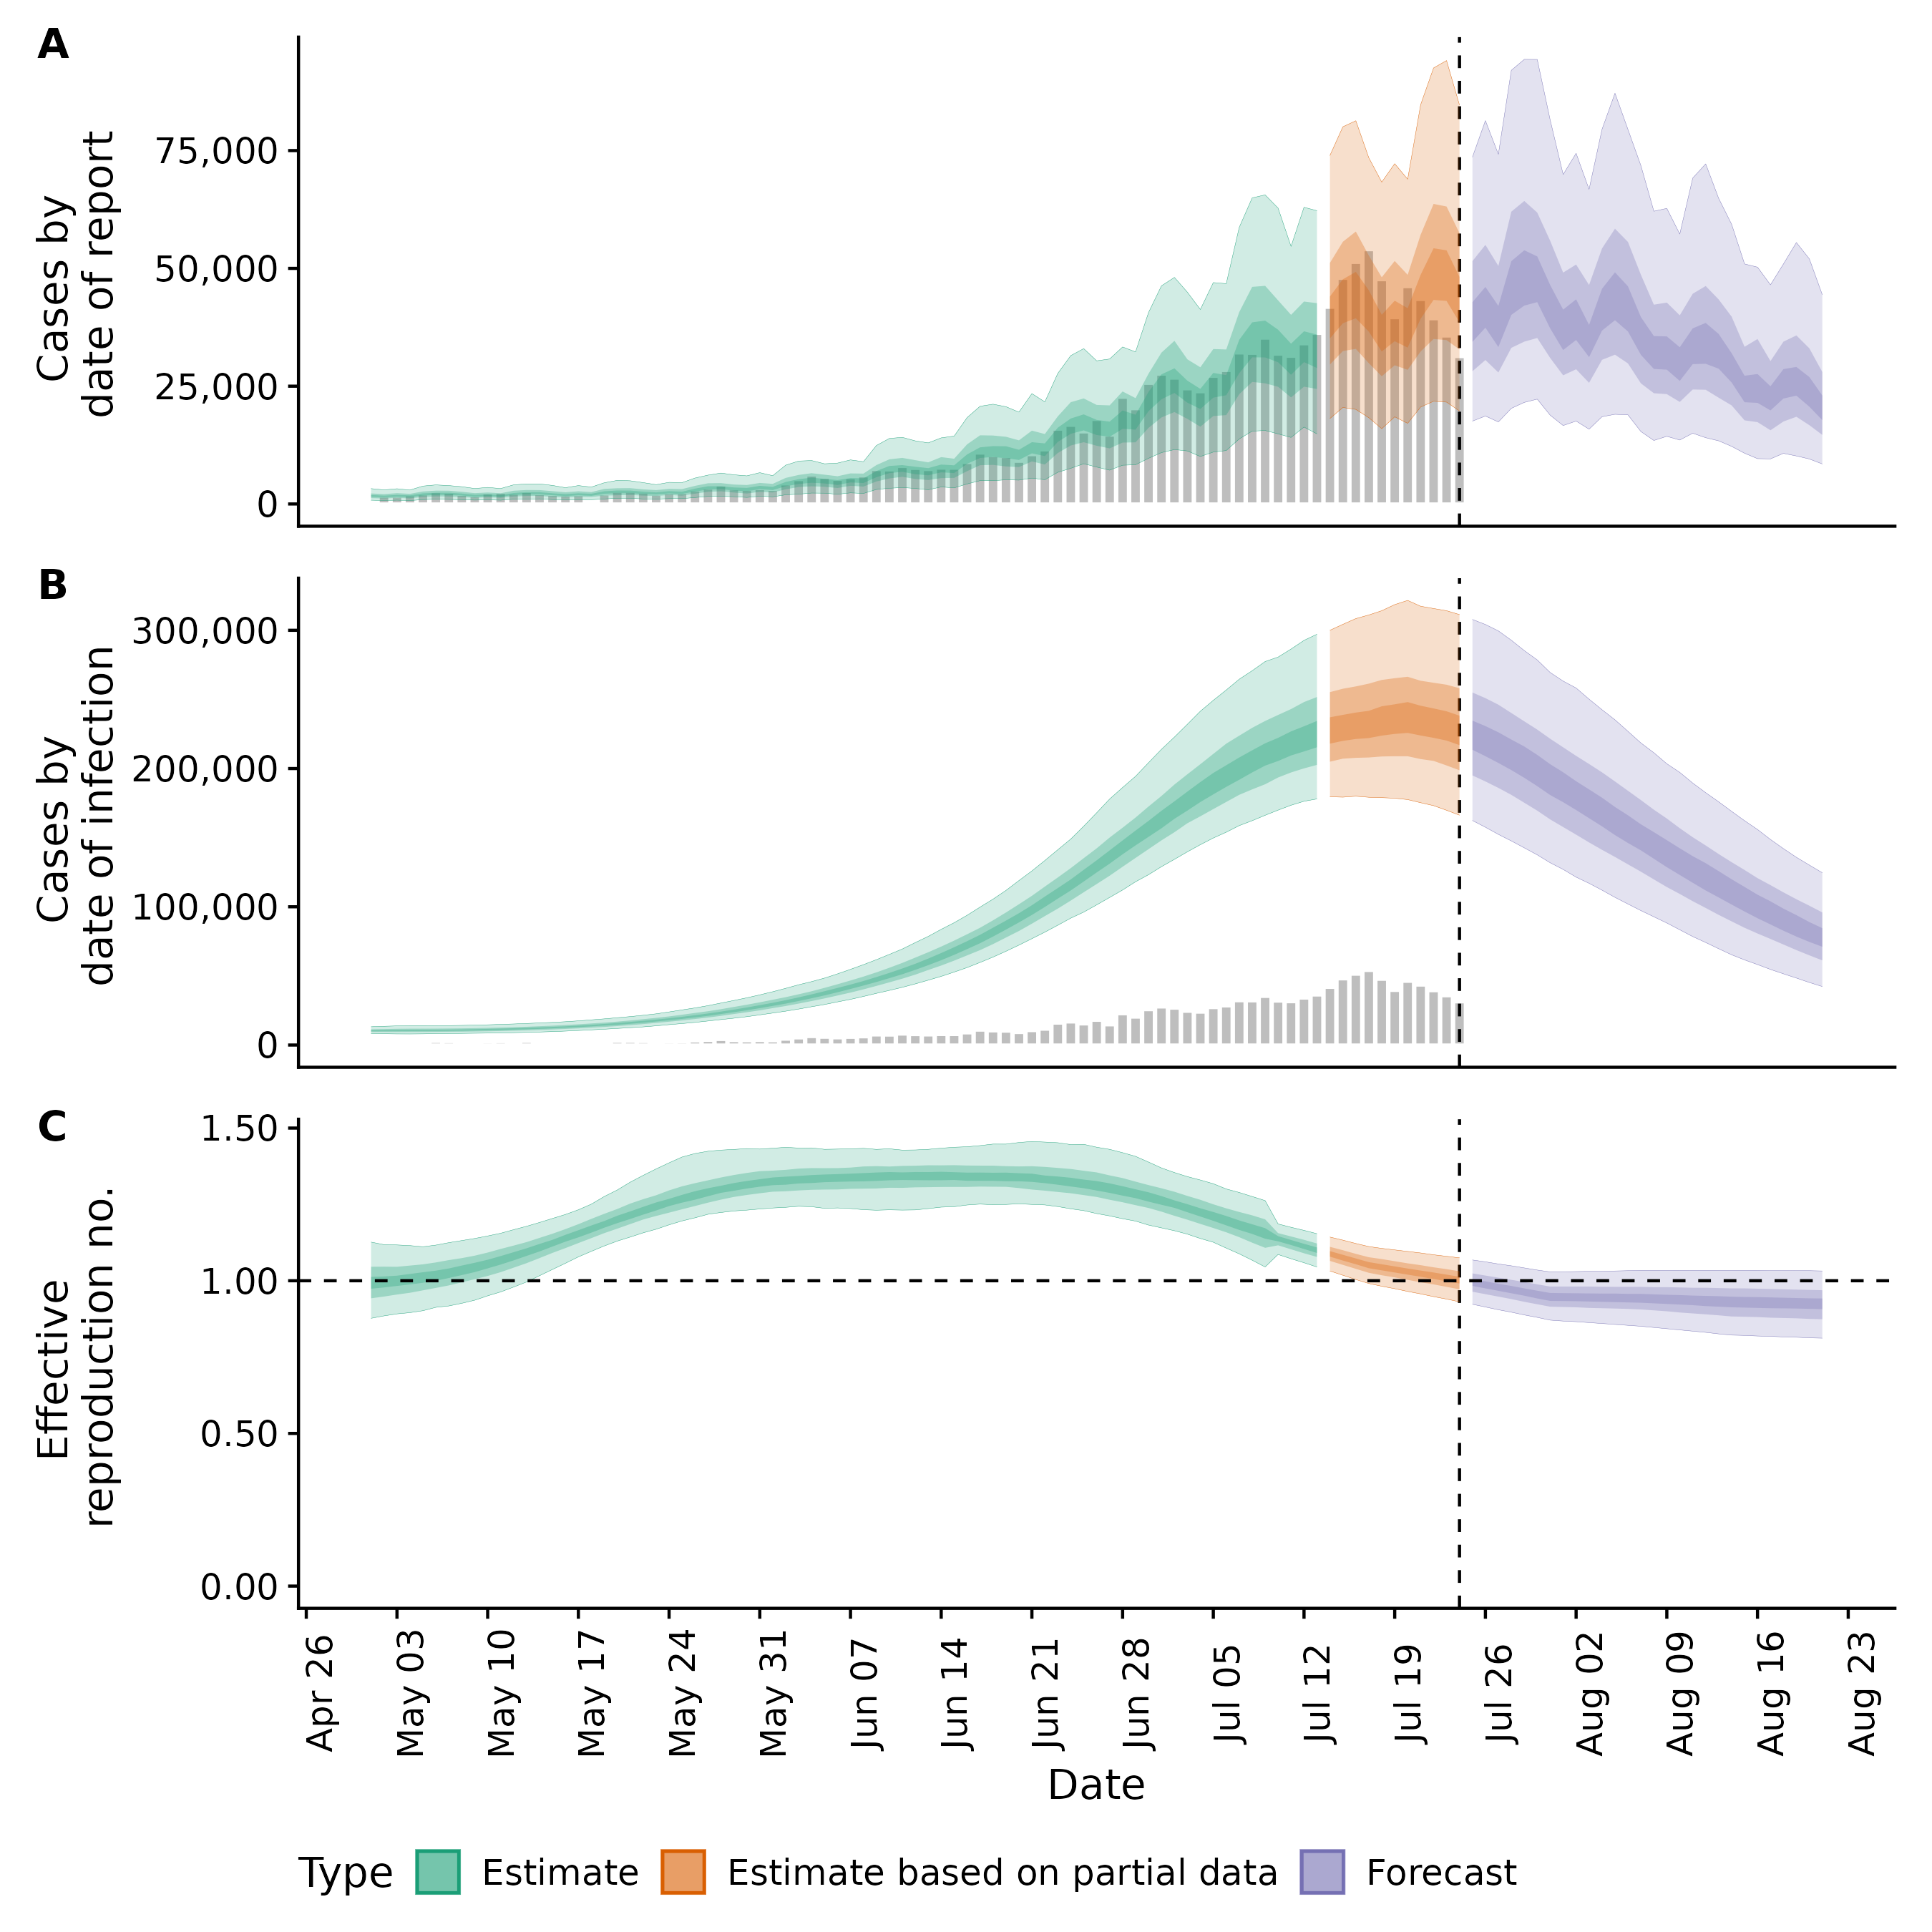 A
Cases by
date of report
75,000
50,000
25,000
0
B
Cases by
date of infection
300,000
200,000
100,000
0
C
Effective
reproduction no.
1.50
1.00
0.50
0.00
Apr 26
May 03
May 10
May 17
May 24
May 31
Jun 07
Jun 14
Jun 21
Jun 28
Jul 05
Jul 12
Jul 19
Jul 26
Aug 02
Aug 09
Aug 16
Aug 23
Date
Type Estimate Estimate based on partial data Forecast